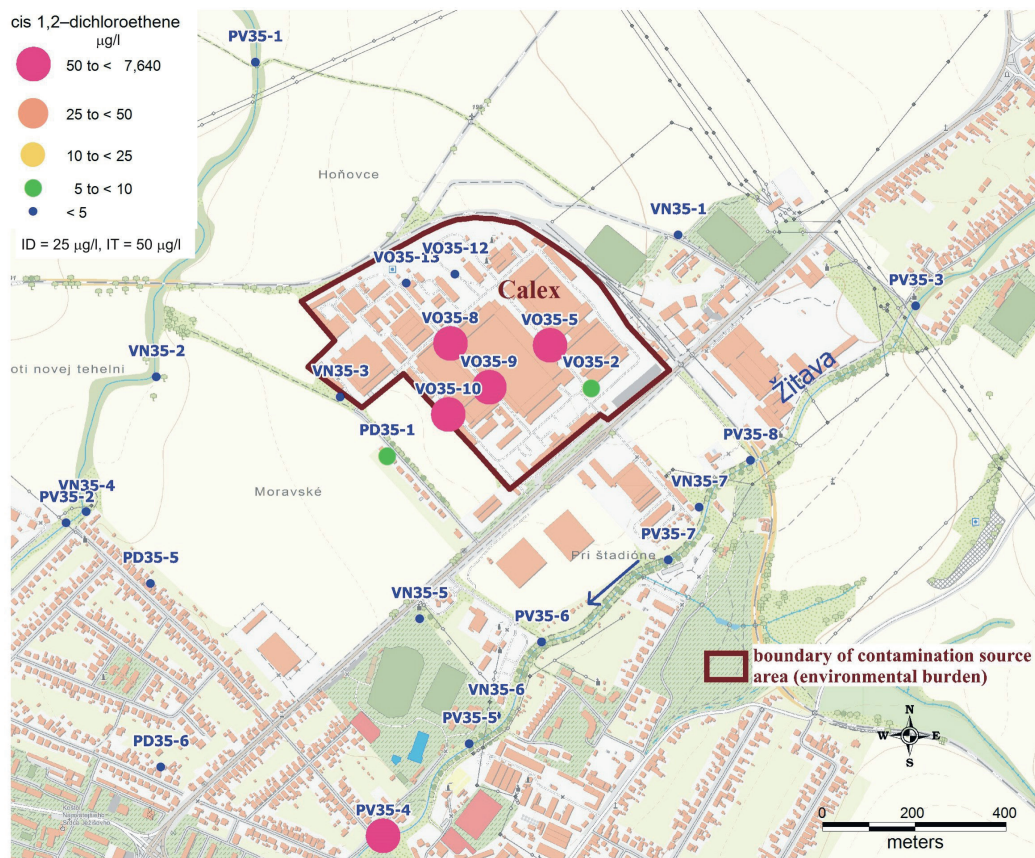 cis 1,2–dichloroethene
µg/l
50 to < 7,640
25 to < 50
10 to < 25
5 to < 10
< 5
ID = 25 µg/l, IT = 50 µg/l
PV35-1
198
Hoňovce
VN35-1
VO35-12
VO35-13
Calex
PV35-3
VO35-8
VO35-5
VN35-2
VO35-9
VO35-2
oti novej tehelni
VN35-3
VO35-10
Žitava
PD35-1
PV35-8
VN35-4
PV35-2
Moravské
VN35-7
PV35-7
Pri štadióne
PD35-5
VN35-5
PV35-6
boundary of contamination source
area (environmental burden)
VN35-6
PV35-5
N
W E
S
PD35-6
PV35-4
0 200 400
meters